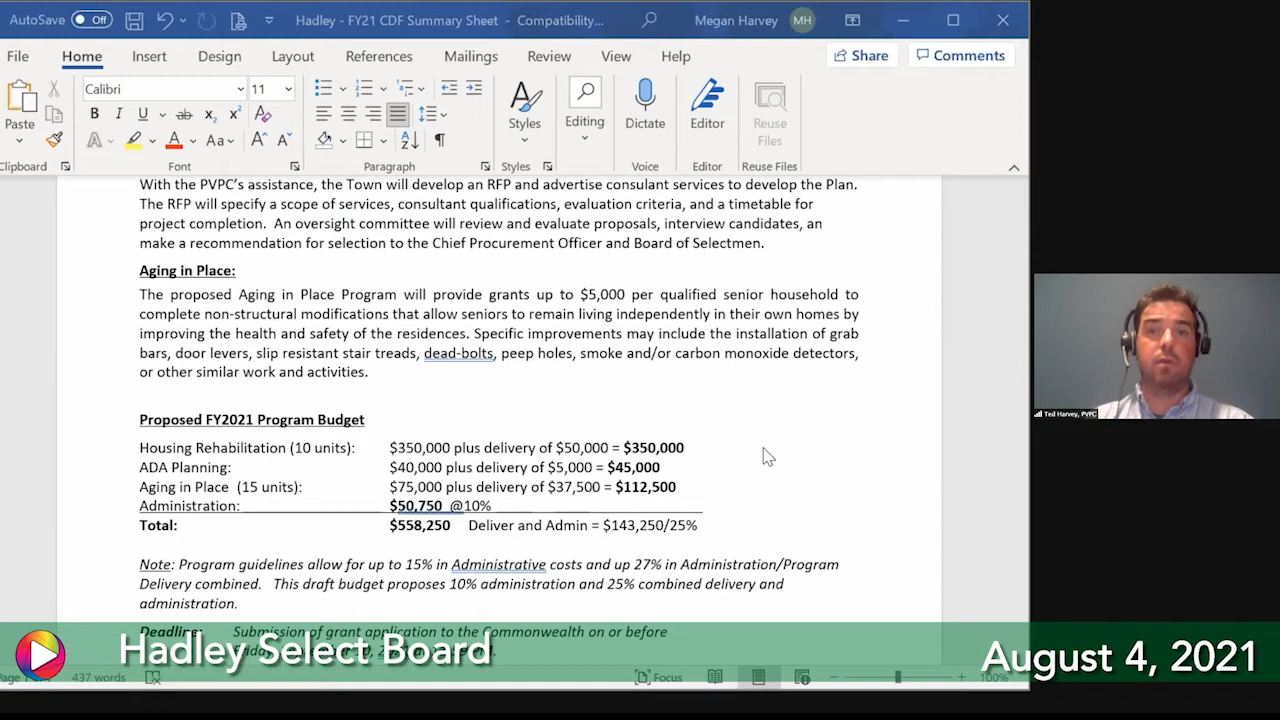 AutoSave Off Hadley - FY21 CDF Summary Sheet - Compatibility... Megan Harvey MH
File Home Insert Design Layout References Mailings Review View Help Share Comments
Calibri 11
Paste Styles Editing Dictate Editor Reuse Files
Clipboard Font Paragraph Styles Voice Editor Reuse Files
With the PVPC's assistance, the Town will develop an RFP and advertise consulant services to develop the Plan.
The RFP will specify a scope of services, consultant qualifications, evaluation criteria, and a timetable for
project completion. An oversight committee will review and evaluate proposals, interview candidates, an
make a recommendation for selection to the Chief Procurement Officer and Board of Selectmen.
Aging in Place:
The proposed Aging in Place Program will provide grants up to $5,000 per qualified senior household to
complete non-structural modifications that allow seniors to remain living independently in their own homes by
improving the health and safety of the residences. Specific improvements may include the installation of grab
bars, door levers, slip resistant stair treads, dead-bolts, peep holes, smoke and/or carbon monoxide detectors,
or other similar work and activities.
Proposed FY2021 Program Budget
Housing Rehabilitation (10 units): $350,000 plus delivery of $50,000 = $350,000
ADA Planning: $40,000 plus delivery of $5,000 = $45,000
Aging in Place (15 units): $75,000 plus delivery of $37,500 = $112,500
Administration: $50,750 @10%
Total: $558,250 Deliver and Admin = $143,250/25%
Note: Program guidelines allow for up to 15% in Administrative costs and up 27% in Administration/Program
Delivery combined. This draft budget proposes 10% administration and 25% combined delivery and
administration.
Deadline: Submission of grant application to the Commonwealth on or before
Hadley Select Board
August 4, 2021
437 words Focus 100%
Ted Harvey, PVPC